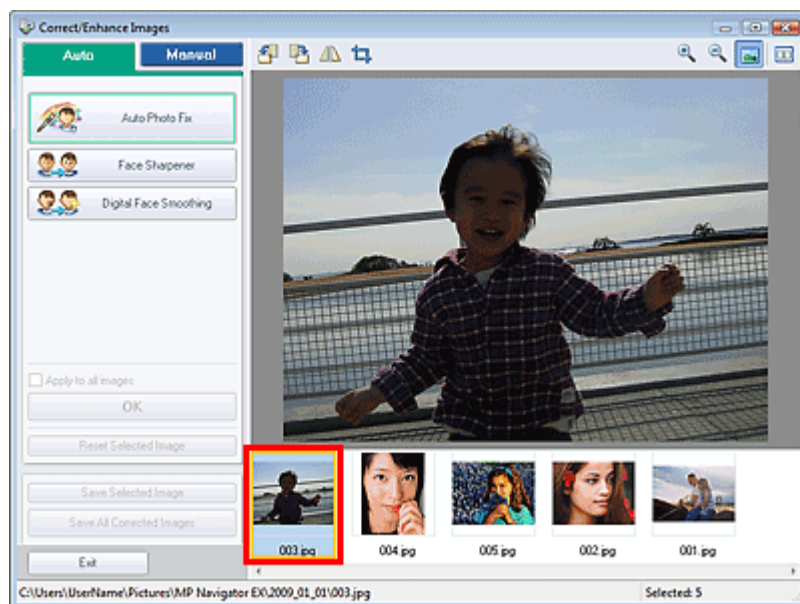 Correct/Enhance Images
Auto
Manual
Auto Photo Fix
Face Sharpener
Digital Face Smoothing
Apply to all images
OK
Reset Selected Image
Save Selected Image
Save All Corrected Images
Exit
003.jpg
004.jpg
005.jpg
002.jpg
001.jpg
C:\Users\UserName\Pictures\MP Navigator EX\2009_01_01\003.jpg
Selected: 5